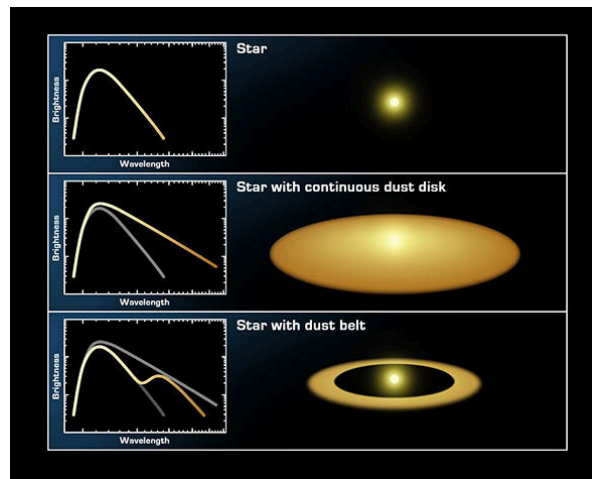 Star
Brightness
Wavelength
Star with continuous dust disk
Brightness
Wavelength
Star with dust belt
Brightness
Wavelength